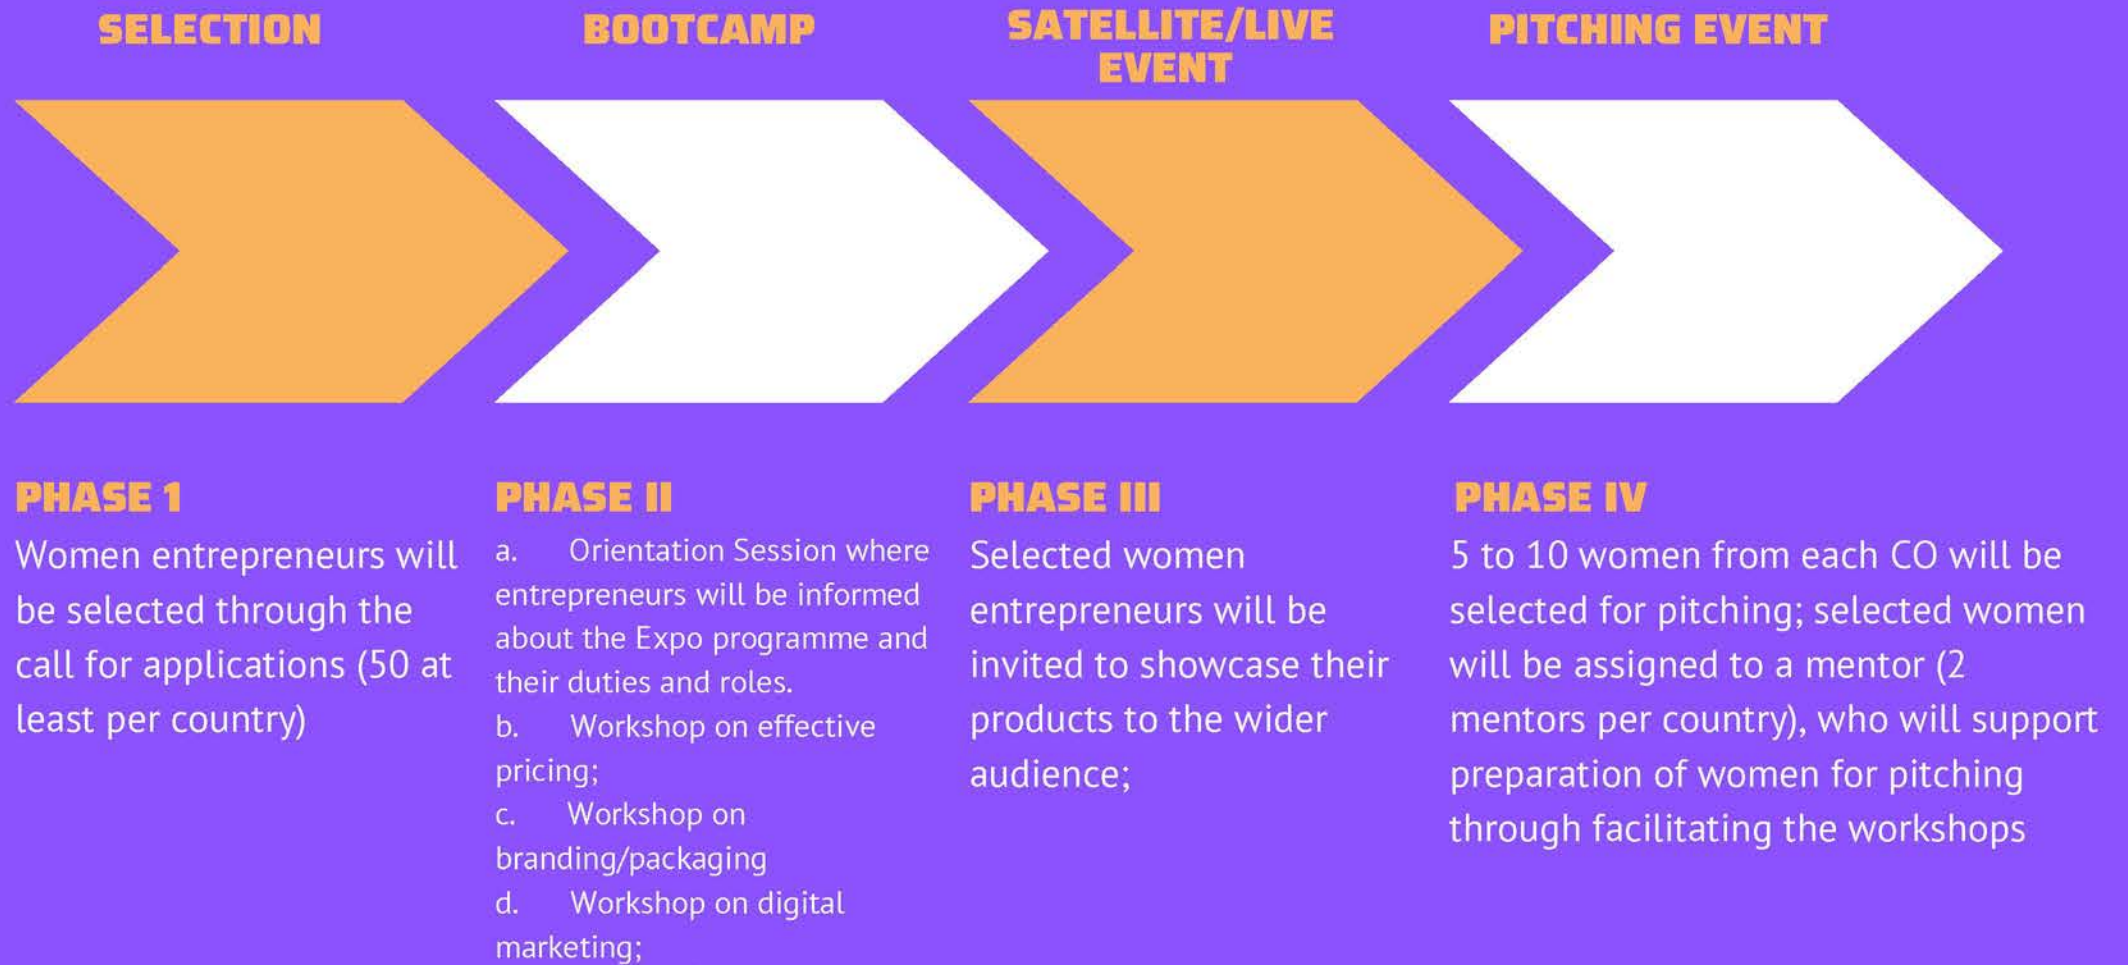 SELECTION
BOOTCAMP
SATELLITE/LIVE
EVENT
PITCHING EVENT
PHASE 1
Women entrepreneurs will
be selected through the
call for applications (50 at
least per country)
PHASE II
a. Orientation Session where
entrepreneurs will be informed
about the Expo programme and
their duties and roles.
b. Workshop on effective
pricing;
c. Workshop on
branding/packaging
d. Workshop on digital
marketing;
PHASE III
Selected women
entrepreneurs will be
invited to showcase their
products to the wider
audience;
PHASE IV
5 to 10 women from each CO will be
selected for pitching; selected women
will be assigned to a mentor (2
mentors per country), who will support
preparation of women for pitching
through facilitating the workshops